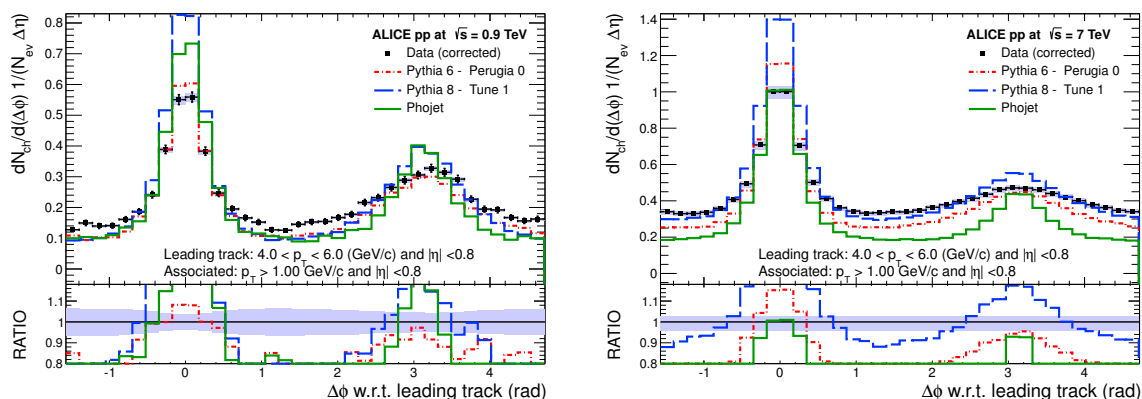 ALICE pp at √s = 0.9 TeV
Data (corrected)
Pythia 6 - Perugia 0
Pythia 8 - Tune 1
Phojet
dN_ch/d(Δϕ) 1/(N_ev Δη)
0.8
0.7
0.6
0.5
0.4
0.3
0.2
0.1
0
Leading track: 4.0 < p_T < 6.0 (GeV/c) and |η| <0.8
Associated: p_T > 1.00 GeV/c and |η| <0.8
RATIO
1.1
1
0.9
0.8
-1 0 1 2 3 4
Δϕ w.r.t. leading track (rad)
ALICE pp at √s = 7 TeV
Data (corrected)
Pythia 6 - Perugia 0
Pythia 8 - Tune 1
Phojet
dN_ch/d(Δϕ) 1/(N_ev Δη)
1.4
1.2
1.0
0.8
0.6
0.4
0.2
0
Leading track: 4.0 < p_T < 6.0 (GeV/c) and |η| <0.8
Associated: p_T > 1.00 GeV/c and |η| <0.8
RATIO
1.1
1
0.9
0.8
-1 0 1 2 3 4
Δϕ w.r.t. leading track (rad)